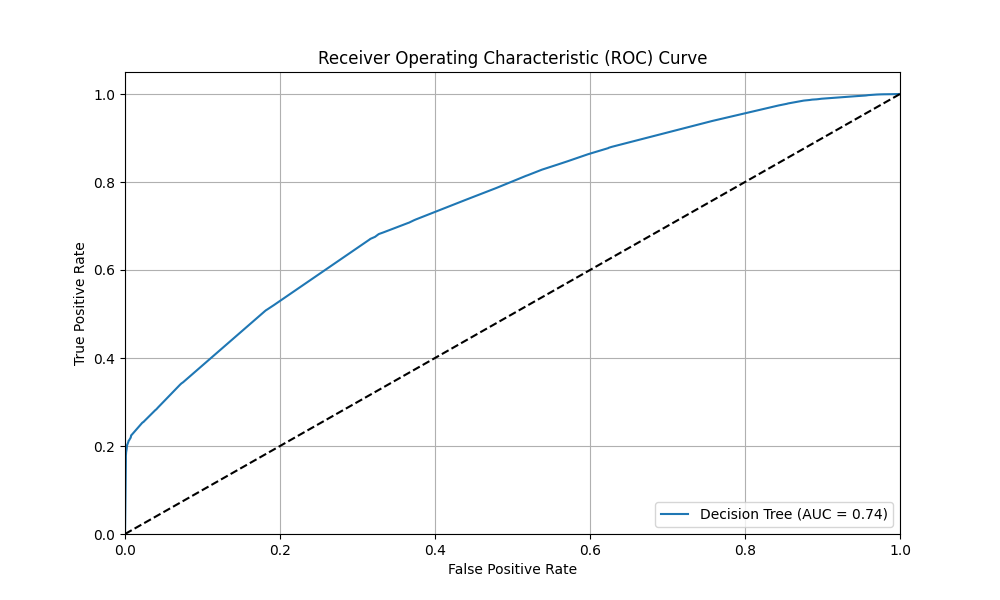 Receiver Operating Characteristic (ROC) Curve
True Positive Rate
1.0
0.8
0.6
0.4
0.2
0.0
Decision Tree (AUC = 0.74)
0.0 0.2 0.4 0.6 0.8 1.0
False Positive Rate